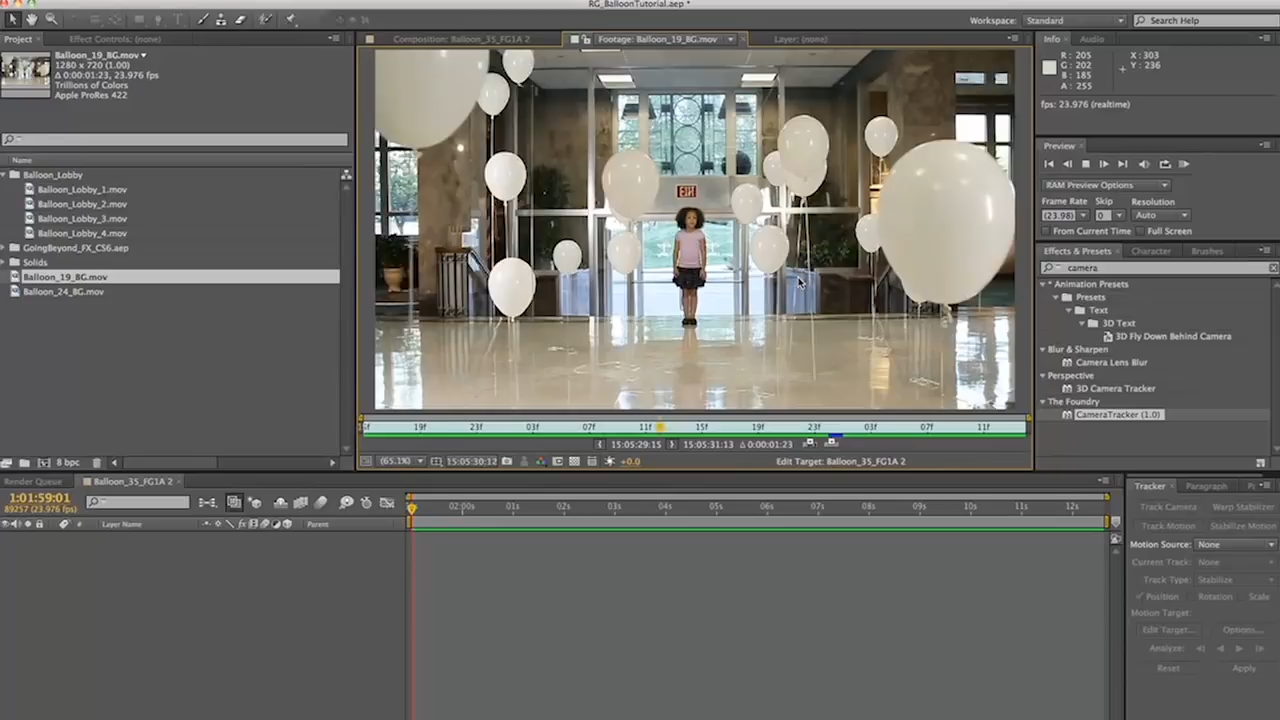 RG_BalloonTutorial.aep *
Workspace: Standard
Search Help
Project
Effect Controls: (none)
Composition: Balloon_35_FG1A 2
Footage: Balloon_19_BG.mov
Layer: (none)
Info
Audio
Balloon_19_BG.mov
1280 x 720 (1.00)
Δ 0:00:01:23, 23.976 fps
Trillions of Colors
Apple ProRes 422
R : 205
G : 202
B : 185
A : 255
X : 303
Y : 236
fps: 23.976 (realtime)
Preview
RAM Preview Options
Frame Rate
Skip
Resolution
(23.98)
0
Auto
From Current Time
Full Screen
Name
Balloon_Lobby
Balloon_Lobby_1.mov
Balloon_Lobby_2.mov
Balloon_Lobby_3.mov
Balloon_Lobby_4.mov
GoingBeyond_FX_CS6.aep
Solids
Balloon_19_BG.mov
Balloon_24_BG.mov
EXIT
Effects & Presets
Character
Brushes
camera
* Animation Presets
Presets
Text
3D Text
3D Fly Down Behind Camera
Blur & Sharpen
Camera Lens Blur
Perspective
3D Camera Tracker
The Foundry
CameraTracker (1.0)
19f 23f 03f 07f 11f 15f 19f 23f 03f 07f 11f
15:05:29:15
15:05:31:13
Δ 0:00:01:23
8 bpc
(65.1%)
15:05:30:12
+0.0
Edit Target: Balloon_35_FG1A 2
Render Queue
Balloon_35_FG1A 2
1:01:59:01
89257 (23.976 fps)
Layer Name
Parent
02:00s 01s 02s 03s 04s 05s 06s 07s 08s 09s 10s 11s 12s
Tracker
Paragraph
Track Camera
Warp Stabilizer
Track Motion
Stabilize Motion
Motion Source: None
Current Track: None
Track Type: Stabilize
Position
Rotation
Scale
Motion Target:
Edit Target...
Options...
Analyze:
Reset
Apply